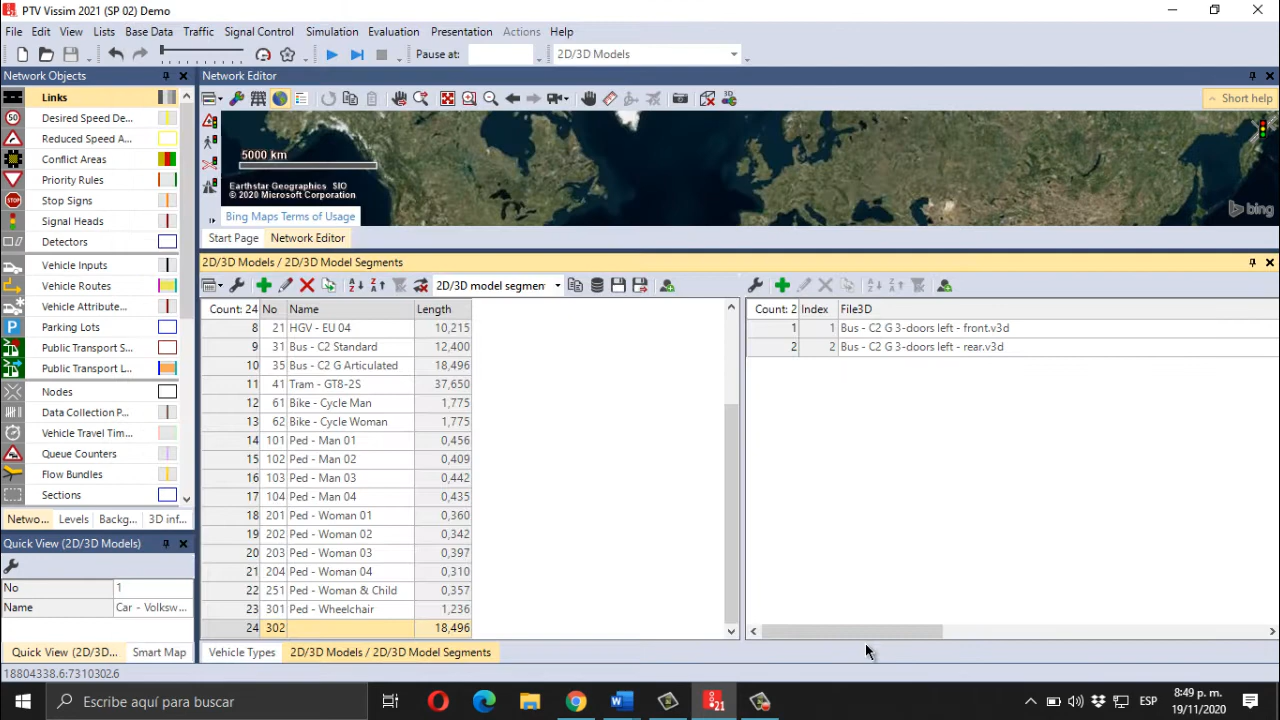 PTV Vissim 2021 (SP 02) Demo
File Edit View Lists Base Data Traffic Signal Control Simulation Evaluation Presentation Actions Help
Pause at: 2D/3D Models
Network Objects
Network Editor
Links
Short help
Desired Speed De...
Reduced Speed A...
Conflict Areas
Priority Rules
Stop Signs
Signal Heads
Detectors
Vehicle Inputs
Vehicle Routes
Vehicle Attribute...
Parking Lots
Public Transport S...
Public Transport L...
Nodes
Data Collection P...
Vehicle Travel Tim...
Queue Counters
Flow Bundles
Sections
Netwo... Levels Backg... 3D inf...
5000 km
Earthstar Geographics SIO
© 2020 Microsoft Corporation
Bing Maps Terms of Usage
bing
Start Page Network Editor
2D/3D Models / 2D/3D Model Segments
2D/3D model segmen
Count: 24 No Name Length
8 21 HGV - EU 04 10,215
9 31 Bus - C2 Standard 12,400
10 35 Bus - C2 G Articulated 18,496
11 41 Tram - GT8-2S 37,650
12 61 Bike - Cycle Man 1,775
13 62 Bike - Cycle Woman 1,775
14 101 Ped - Man 01 0,456
15 102 Ped - Man 02 0,409
16 103 Ped - Man 03 0,442
17 104 Ped - Man 04 0,435
18 201 Ped - Woman 01 0,360
19 202 Ped - Woman 02 0,342
20 203 Ped - Woman 03 0,397
21 204 Ped - Woman 04 0,310
22 251 Ped - Woman & Child 0,357
23 301 Ped - Wheelchair 1,236
24 302 18,496
Count: 2 Index File3D
1 1 Bus - C2 G 3-doors left - front.v3d
2 2 Bus - C2 G 3-doors left - rear.v3d
Quick View (2D/3D Models)
No 1
Name Car - Volksw...
Quick View (2D/3D... Smart Map
Vehicle Types 2D/3D Models / 2D/3D Model Segments
18804338.6:7310302.6
Escribe aquí para buscar
ESP
8:49 p. m.
19/11/2020